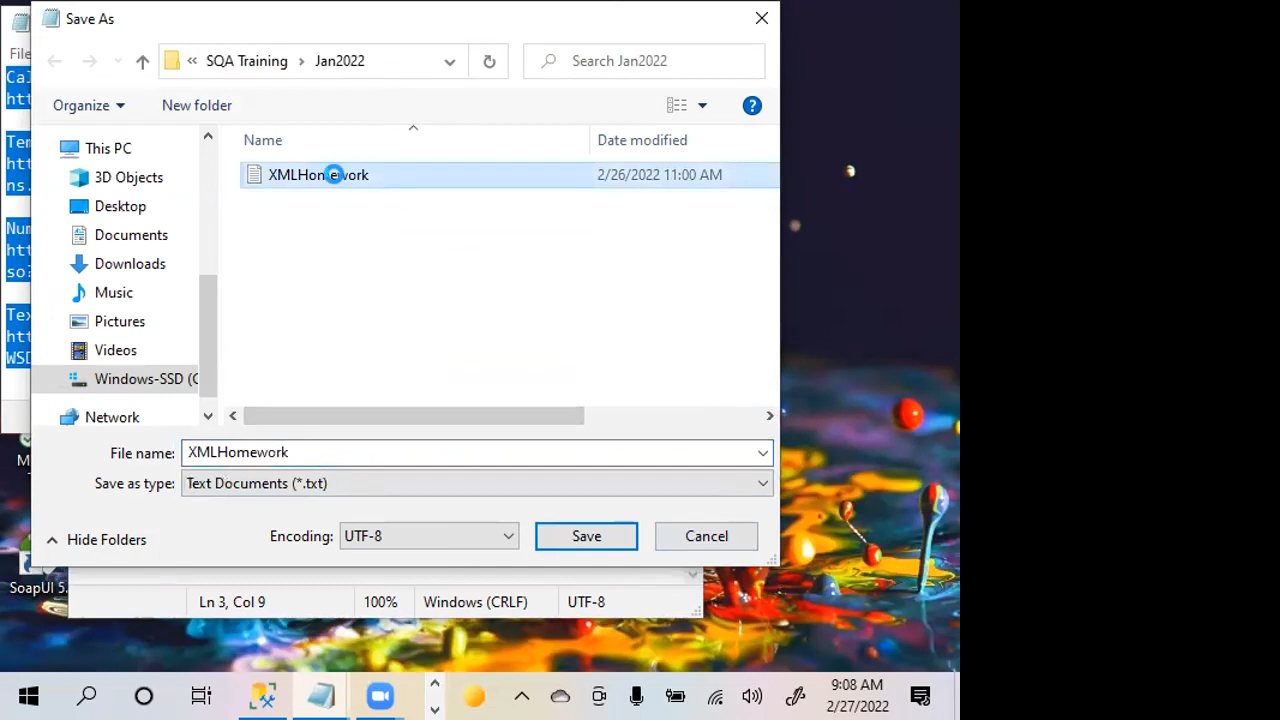 Save As
File
« SQA Training › Jan2022
Search Jan2022
Organize
New folder
?
Name
Date modified
This PC
XMLHomework
2/26/2022 11:00 AM
3D Objects
Desktop
Documents
Downloads
Music
Pictures
Videos
Windows-SSD (C
Network
File name: XMLHomework
Save as type: Text Documents (*.txt)
Hide Folders
Encoding: UTF-8
Save
Cancel
SoapUI 5.
Ln 3, Col 9
100%
Windows (CRLF)
UTF-8
9:08 AM
2/27/2022